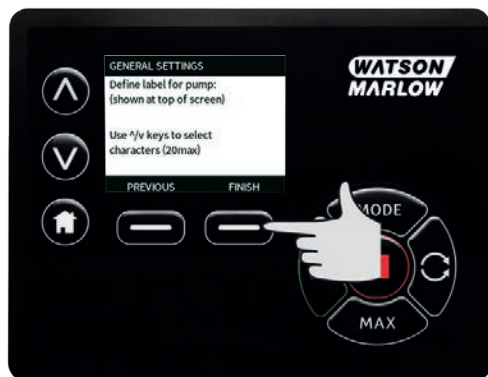 GENERAL SETTINGS
Define label for pump:
(shown at top of screen)
Use ^/v keys to select
characters (20max)
PREVIOUS FINISH
WATSON
MARLOW
MODE
MAX